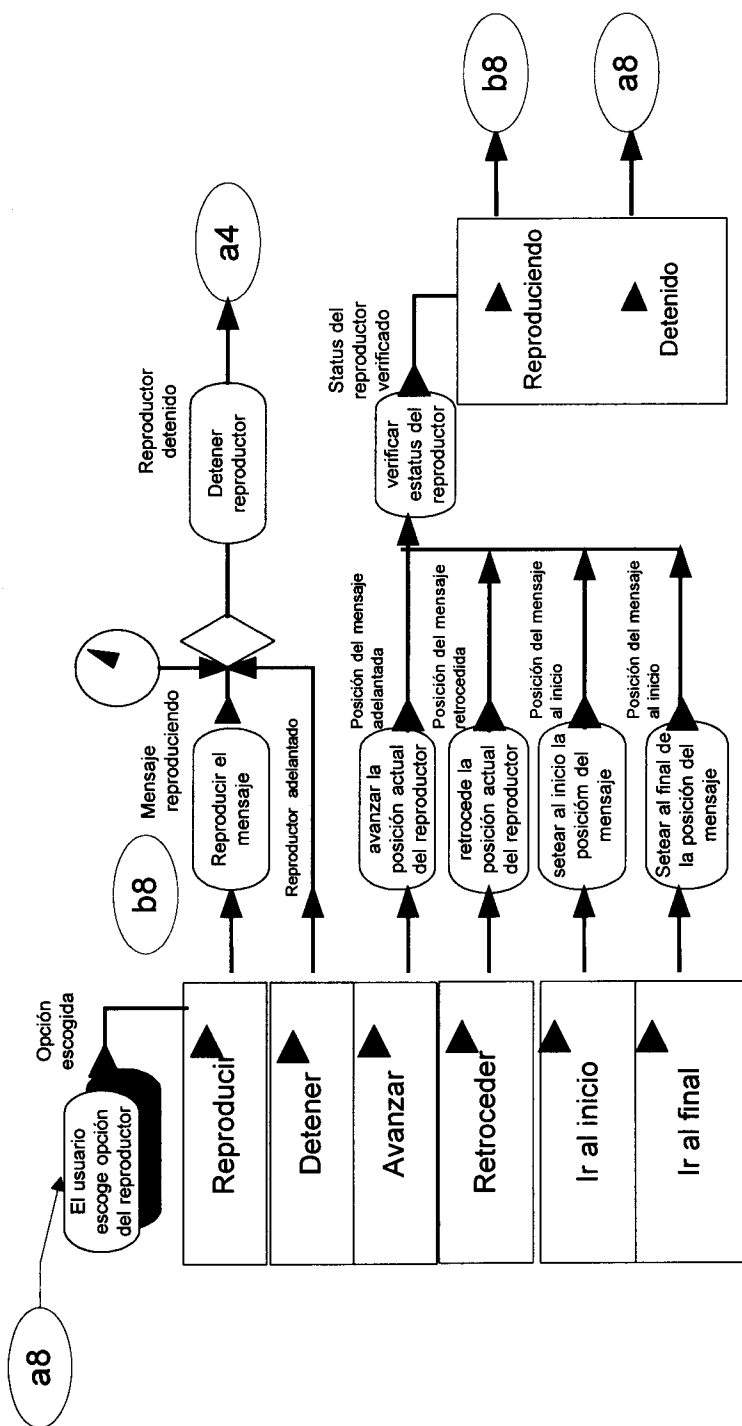 a8
El usuario
escoge opción
del reproductor
Opción
escogida
Reproducir
Detener
Avanzar
Retroceder
Ir al inicio
Ir al final
b8
Reproducir el
mensaje
Mensaje
reproduciendo
Reproductor adelantado
Detener
reproductor
Reproductor
detenido
a4
avanzar la
posición actual
del reproductor
Posición del mensaje
adelantada
retrocede la
posición actual
del reproductor
Posición del mensaje
retrocedida
setear al inicio la
posicióm del
mensaje
Posición del mensaje
al inicio
Setear al final de
la posición del
mensaje
Posición del mensaje
al inicio
verificar
estatus del
reproductor
Status del
reproductor
verificado
Reproduciendo
Detenido
b8
a8